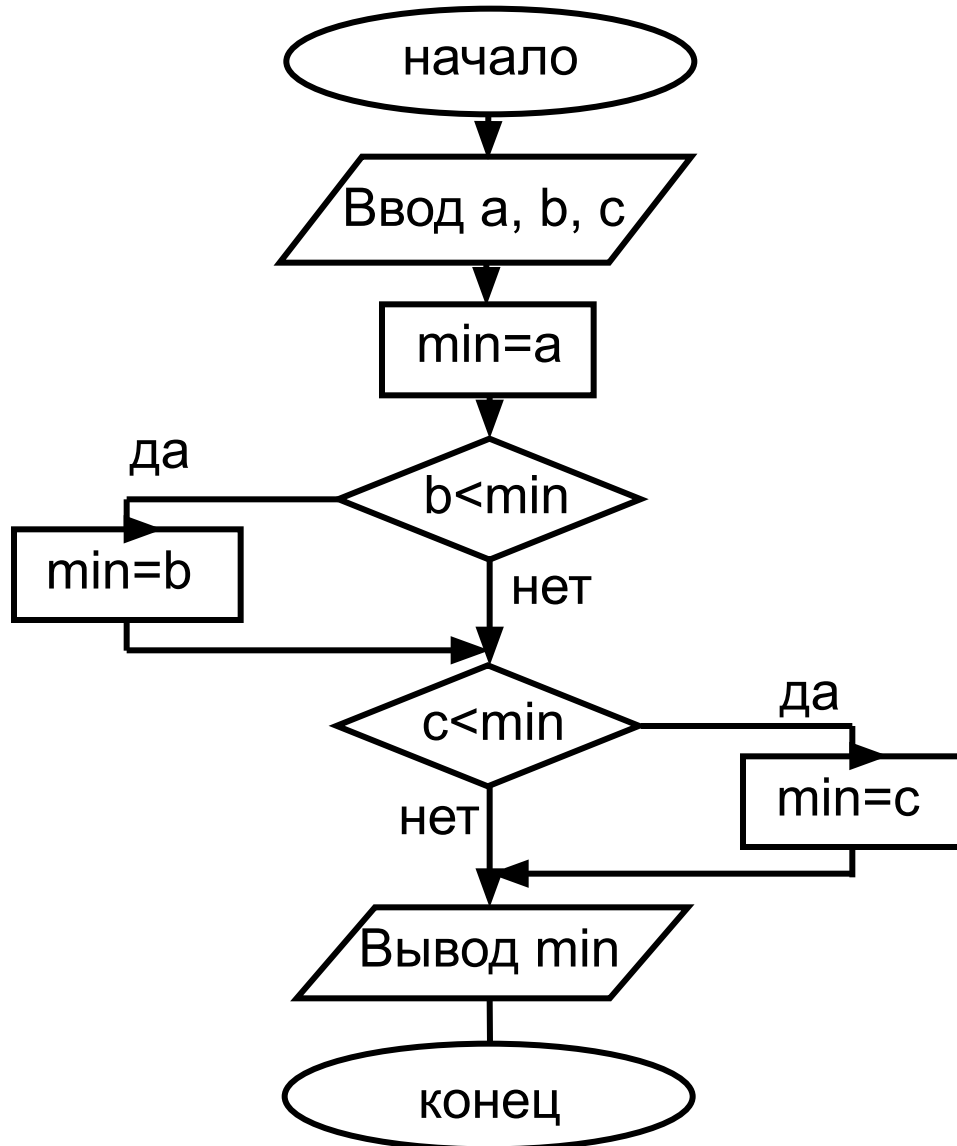 начало
Ввод a, b, c
min=a
да
b<min
min=b
нет
c<min
да
нет
min=c
Вывод min
конец